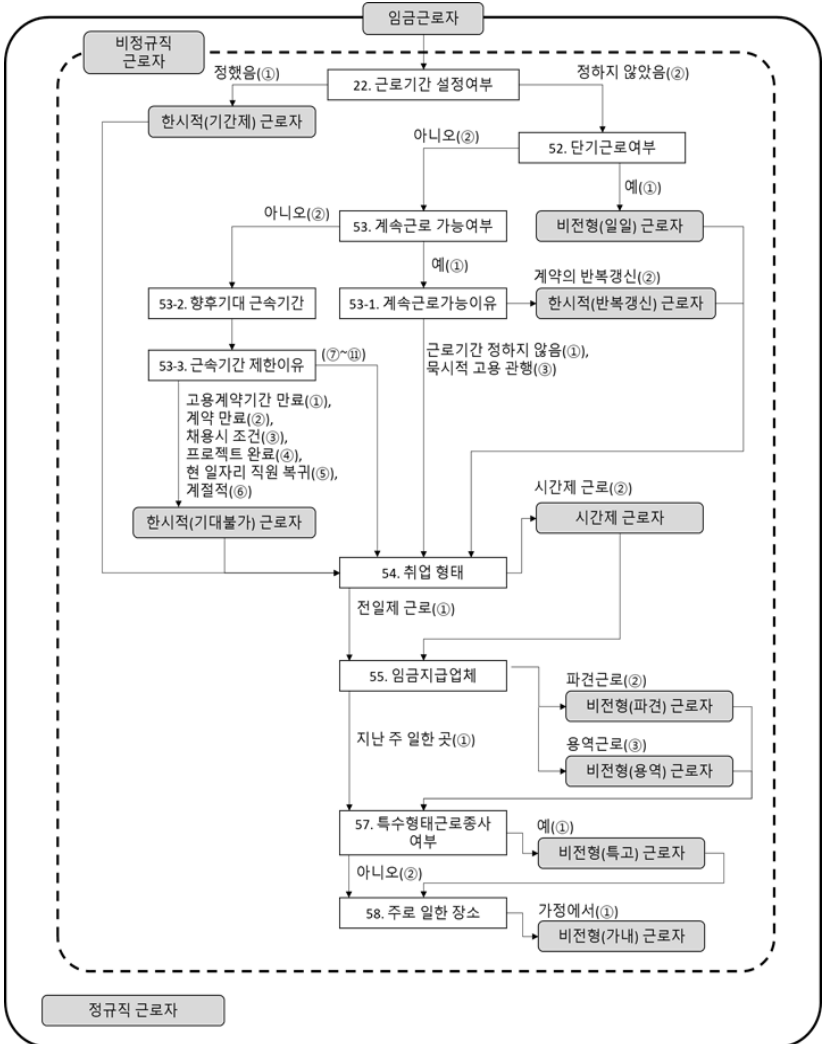 임금근로자
비정규직
근로자
정했음(①)
정하지 않았음(②)
22. 근로기간 설정여부
한시적(기간제) 근로자
아니오(②)
52. 단기근로여부
예(①)
아니오(②)
53. 계속근로 가능여부
비전형(일일) 근로자
예(①)
계약의 반복갱신(②)
53-2. 향후기대 근속기간
53-1. 계속근로가능이유
한시적(반복갱신) 근로자
53-3. 근속기간 제한이유
(⑦~⑪)
근로기간 정하지 않음(①),
묵시적 고용 관행(③)
고용계약기간 만료(①),
계약 만료(②),
채용시 조건(③),
프로젝트 완료(④),
현 일자리 직원 복귀(⑤),
계절적(⑥)
시간제 근로(②)
한시적(기대불가) 근로자
시간제 근로자
54. 취업 형태
전일제 근로(①)
55. 임금지급업체
파견근로(②)
비전형(파견) 근로자
지난 주 일한 곳(①)
용역근로(③)
비전형(용역) 근로자
57. 특수형태근로종사
여부
예(①)
비전형(특고) 근로자
아니오(②)
58. 주로 일한 장소
가정에서(①)
비전형(가내) 근로자
정규직 근로자